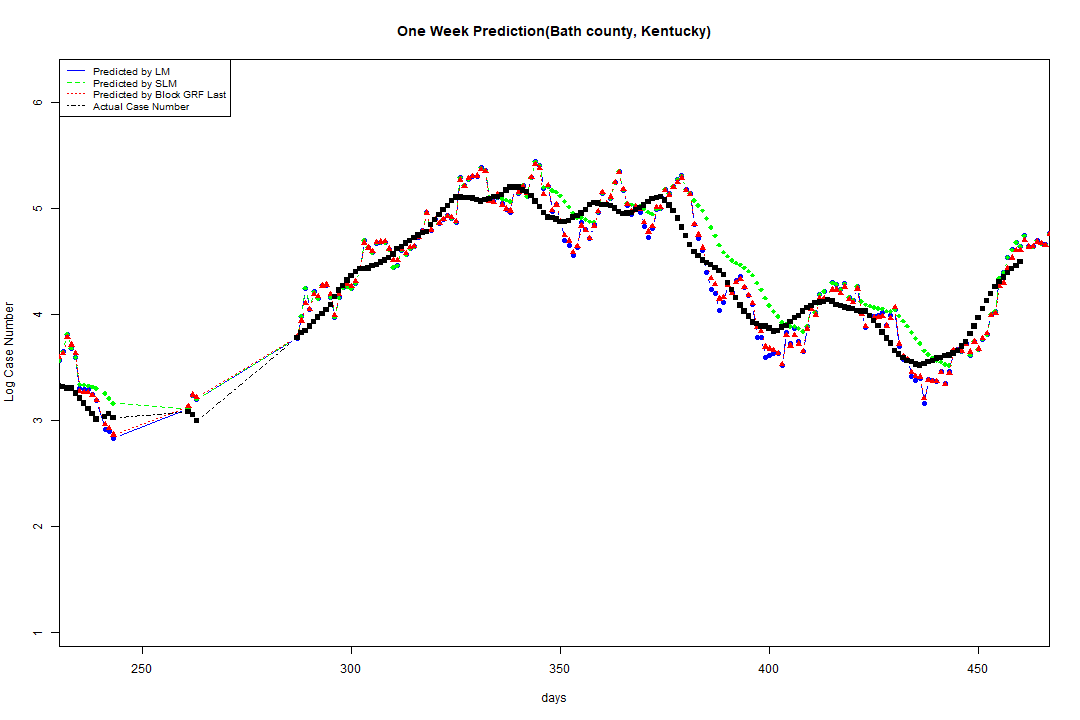 One Week Prediction(Bath county, Kentucky)
Predicted by LM
Predicted by SLM
Predicted by Block GRF Last
Actual Case Number
6
5
4
3
2
1
Log Case Number
250 300 350 400 450
days